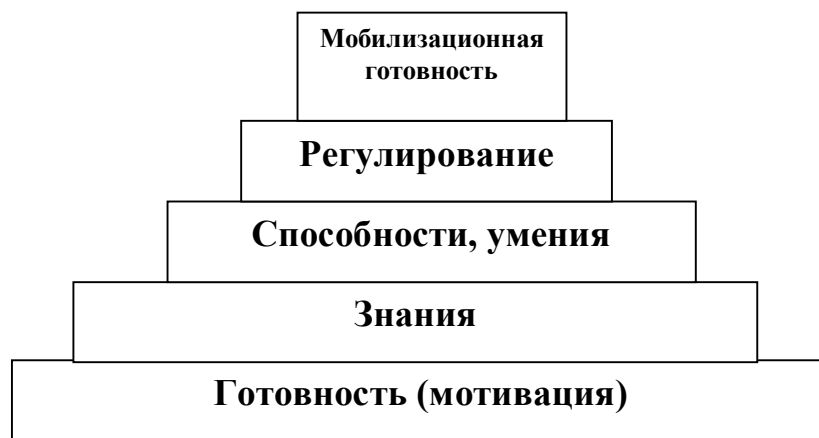 Мобилизационная
готовность
Регулирование
Способности, умения
Знания
Готовность (мотивация)